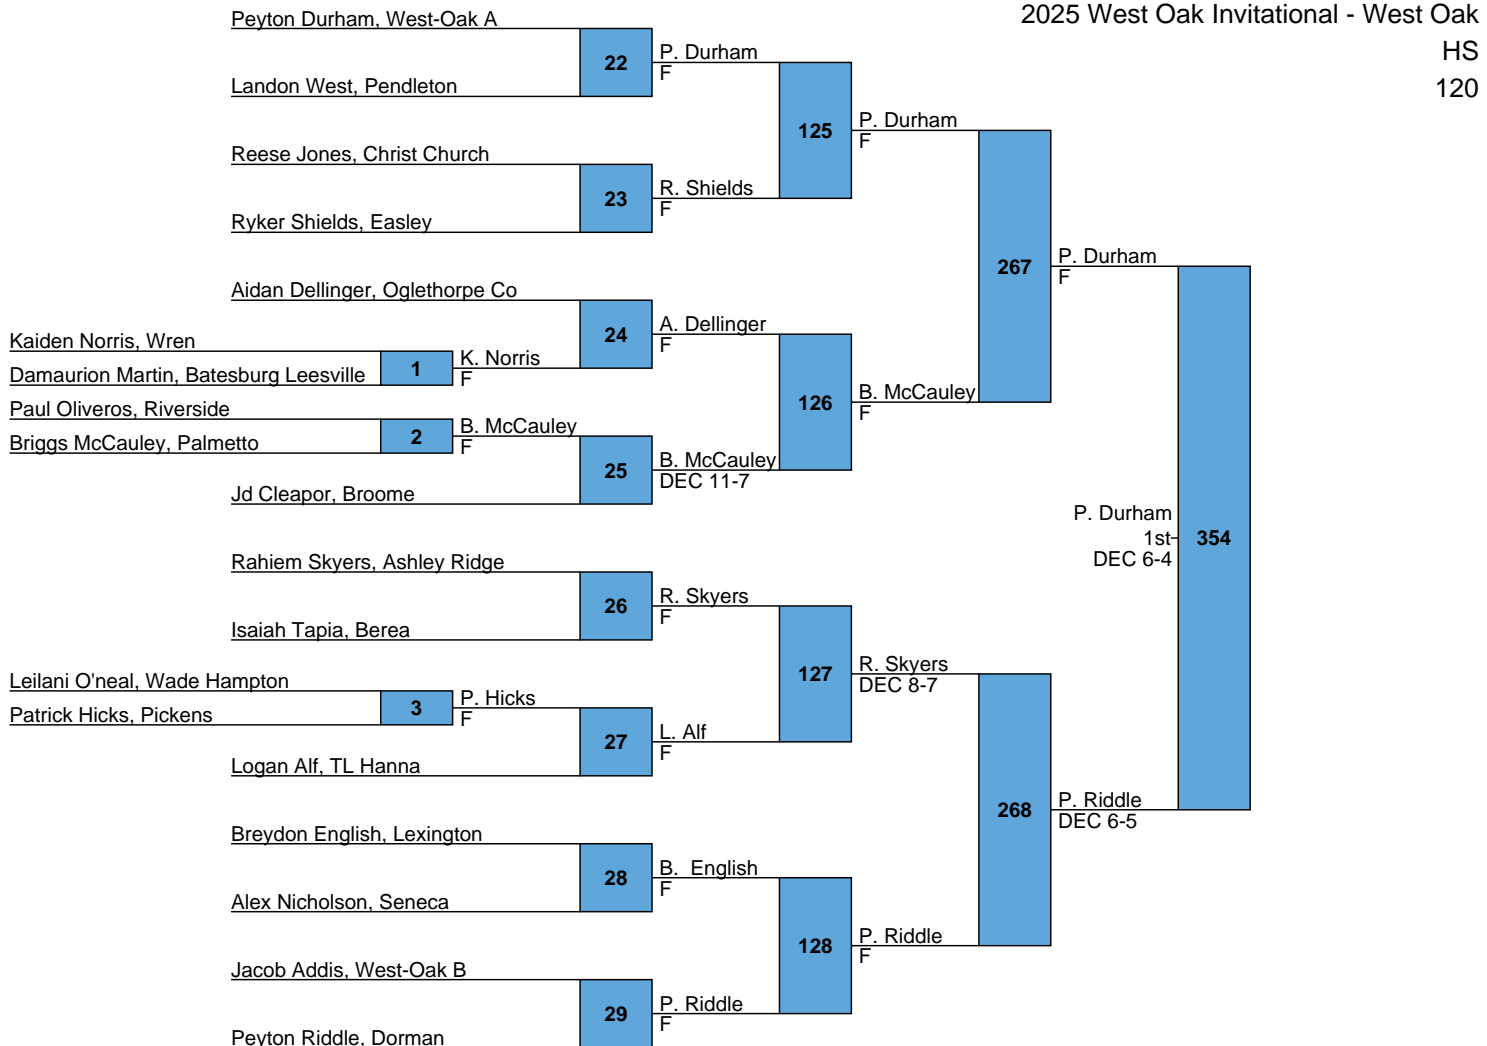 2025 West Oak Invitational - West Oak
HS
120
Peyton Durham, West-Oak A
22
P. Durham
F
Landon West, Pendleton
125
P. Durham
F
Reese Jones, Christ Church
23
R. Shields
F
Ryker Shields, Easley
267
P. Durham
F
Aidan Dellinger, Oglethorpe Co
24
A. Dellinger
F
Kaiden Norris, Wren
1
K. Norris
F
Damaurion Martin, Batesburg Leesville
126
B. McCauley
F
Paul Oliveros, Riverside
2
B. McCauley
F
Briggs McCauley, Palmetto
25
B. McCauley
DEC 11-7
Jd Cleapor, Broome
P. Durham
1st
DEC 6-4
354
Rahiem Skyers, Ashley Ridge
26
R. Skyers
F
Isaiah Tapia, Berea
127
R. Skyers
DEC 8-7
Leilani O'neal, Wade Hampton
3
P. Hicks
F
Patrick Hicks, Pickens
27
L. Alf
F
Logan Alf, TL Hanna
268
P. Riddle
DEC 6-5
Breydon English, Lexington
28
B.  English
F
Alex Nicholson, Seneca
128
P. Riddle
F
Jacob Addis, West-Oak B
29
P. Riddle
F
Peyton Riddle, Dorman